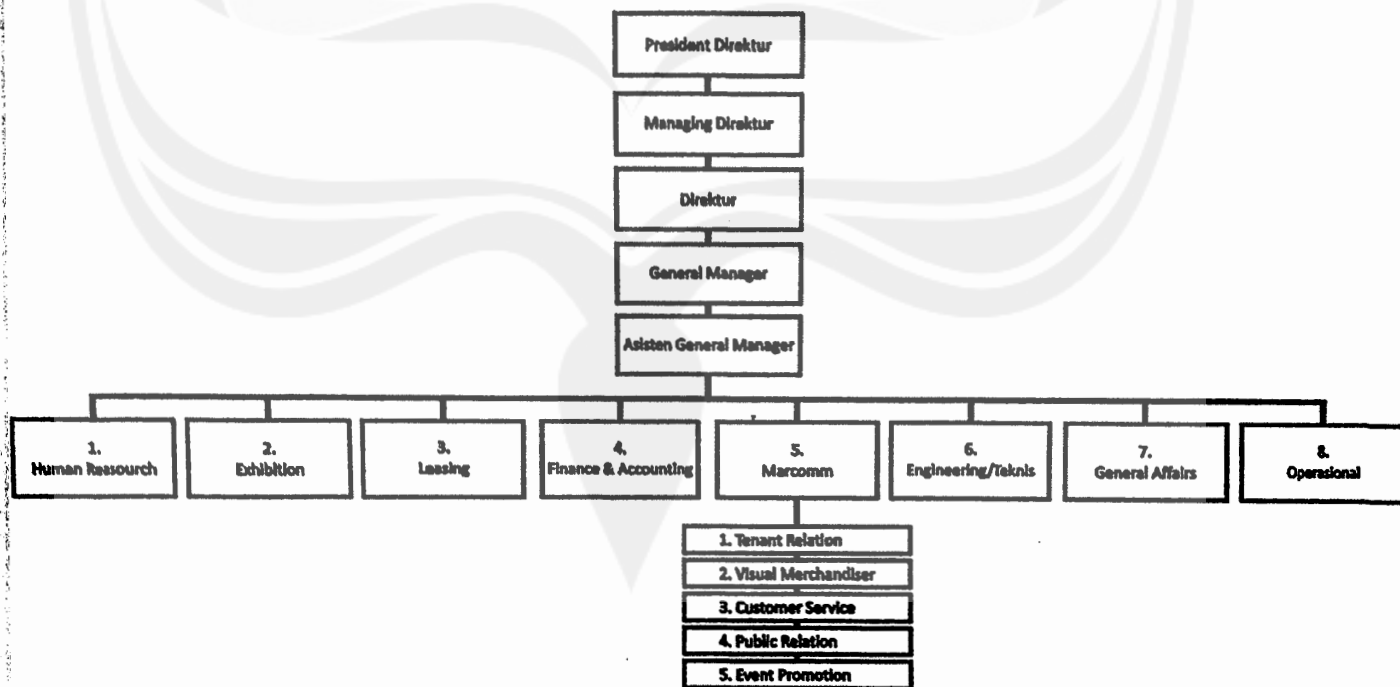 President Direktur
Managing Direktur
Direktur
General Manager
Asisten General Manager
1.
Human Reasourch
2.
Exhibition
3.
Leasing
4.
Finance & Accounting
5.
Marcomm
6.
Engineering/Teknis
7.
General Affairs
8.
Operasional
1. Tenant Relation
2. Visual Merchandiser
3. Customer Service
4. Public Relation
5. Event Promotion